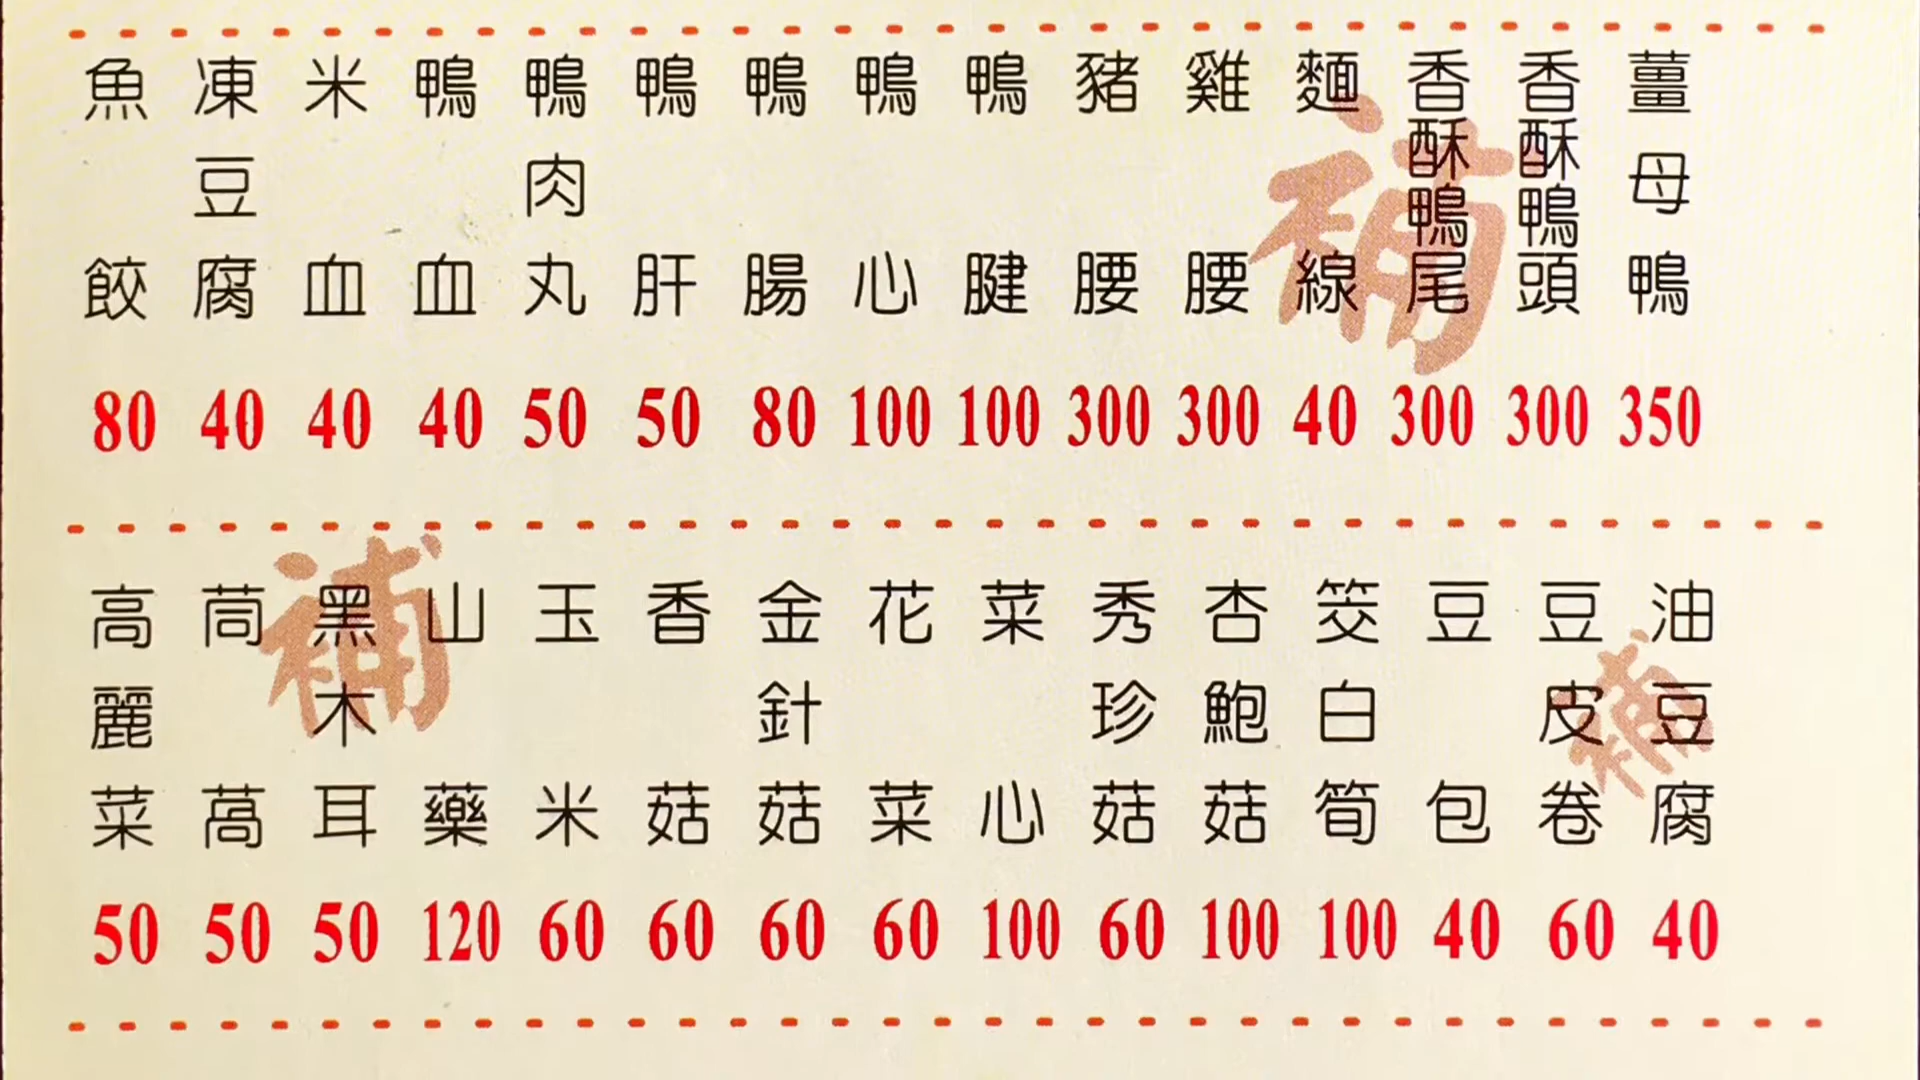 薑母鴨 350
香酥鴨頭 300
香酥鴨尾 300
麵線 40
雞腰 300
豬腰 300
鴨腱 100
鴨心 100
鴨腸 80
鴨肝 50
鴨肉丸 50
鴨血 40
米血 40
凍豆腐 40
魚餃 80
油豆腐 40
豆皮卷 60
豆包 40
筊白筍 100
杏鮑菇 100
秀珍菇 60
菜心 100
花菜 60
金針菇 60
香菇 60
玉米 60
山藥 120
黑木耳 50
茼萵 50
高麗菜 50
補
補
補